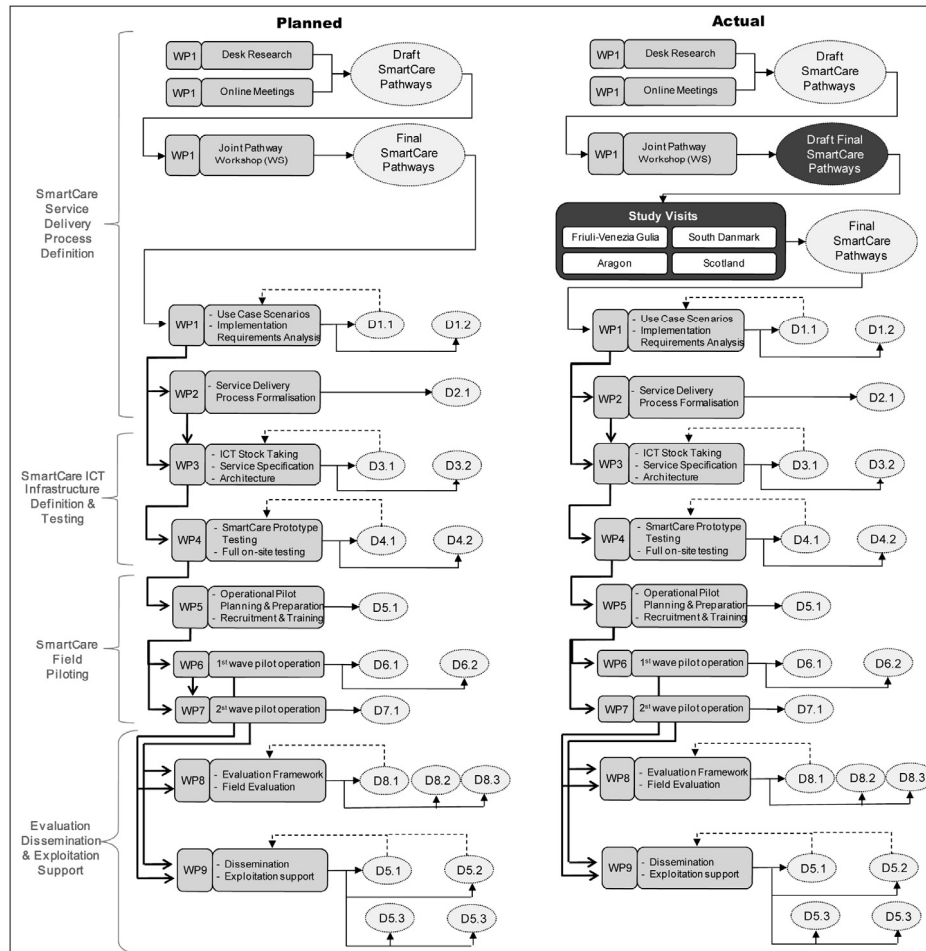 Planned
WP1
Desk Research
WP1
Online Meetings
Draft
SmartCare
Pathways
WP1
Joint Pathway
Workshop (WS)
Final
SmartCare
Pathways
SmartCare
Service
Delivery
Process
Definition
WP1
- Use Case Scenarios
- Implementation
Requirements Analysis
D1.1
D1.2
WP2
- Service Delivery
Process Formalisation
D2.1
SmartCare ICT
Infrastructure
Definition &
Testing
WP3
- ICT Stock Taking
- Service Specification
- Architecture
D3.1
D3.2
WP4
- SmartCare Prototype
Testing
- Full on-site testing
D4.1
D4.2
SmartCare
Field
Piloting
WP5
- Operational Pilot
Planning & Preparation
- Recruitment & Training
D5.1
WP6
1st wave pilot operation
D6.1
D6.2
WP7
2st wave pilot operation
D7.1
Evaluation
Dissemination
& Exploitation
Support
WP8
- Evaluation Framework
- Field Evaluation
D8.1
D8.2
D8.3
WP9
- Dissemination
- Exploitation support
D5.1
D5.2
D5.3
D5.3
Actual
WP1
Desk Research
WP1
Online Meetings
Draft
SmartCare
Pathways
WP1
Joint Pathway
Workshop (WS)
Draft Final
SmartCare
Pathways
Study Visits
Friuli-Venezia Gulia
South Danmark
Aragon
Scotland
Final
SmartCare
Pathways
WP1
- Use Case Scenarios
- Implementation
Requirements Analysis
D1.1
D1.2
WP2
- Service Delivery
Process Formalisation
D2.1
WP3
- ICT Stock Taking
- Service Specification
- Architecture
D3.1
D3.2
WP4
- SmartCare Prototype
Testing
- Full on-site testing
D4.1
D4.2
WP5
- Operational Pilot
Planning & Preparation
- Recruitment & Training
D5.1
WP6
1st wave pilot operation
D6.1
D6.2
WP7
2st wave pilot operation
D7.1
WP8
- Evaluation Framework
- Field Evaluation
D8.1
D8.2
D8.3
WP9
- Dissemination
- Exploitation support
D5.1
D5.2
D5.3
D5.3